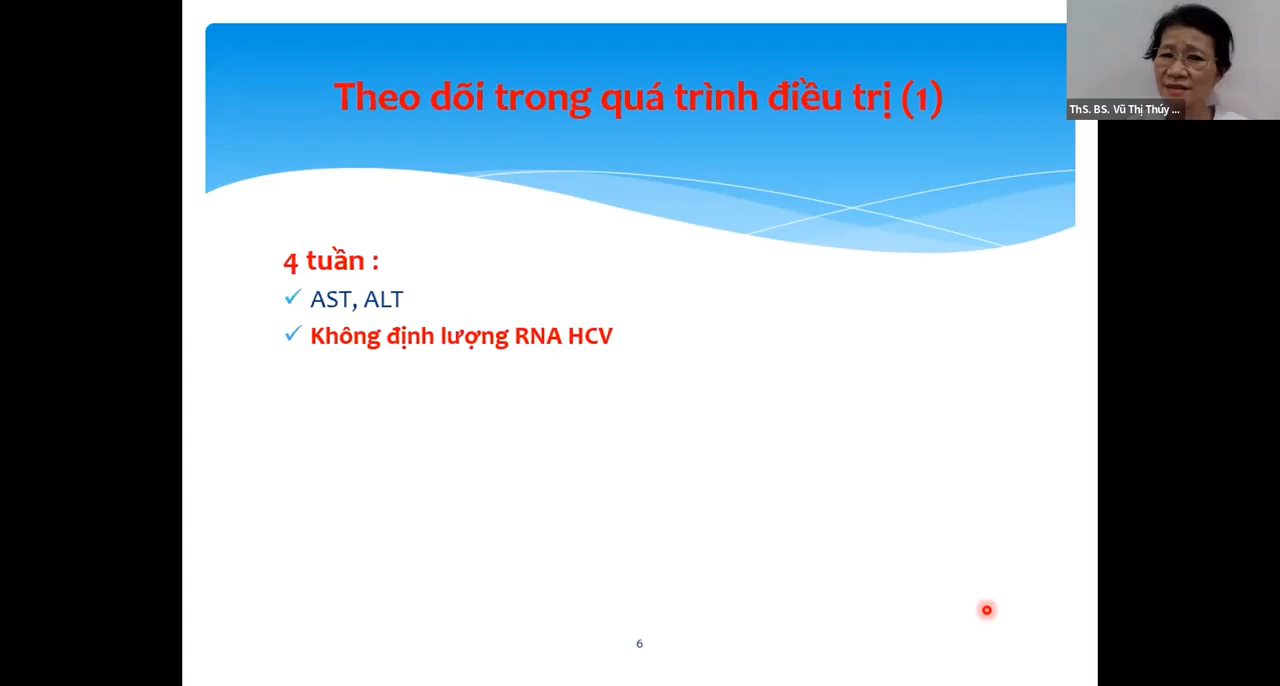 Theo dõi trong quá trình điều trị (1)
ThS. BS. Vũ Thị Thúy ...
4 tuần :
✓ AST, ALT
✓ Không định lượng RNA HCV
6